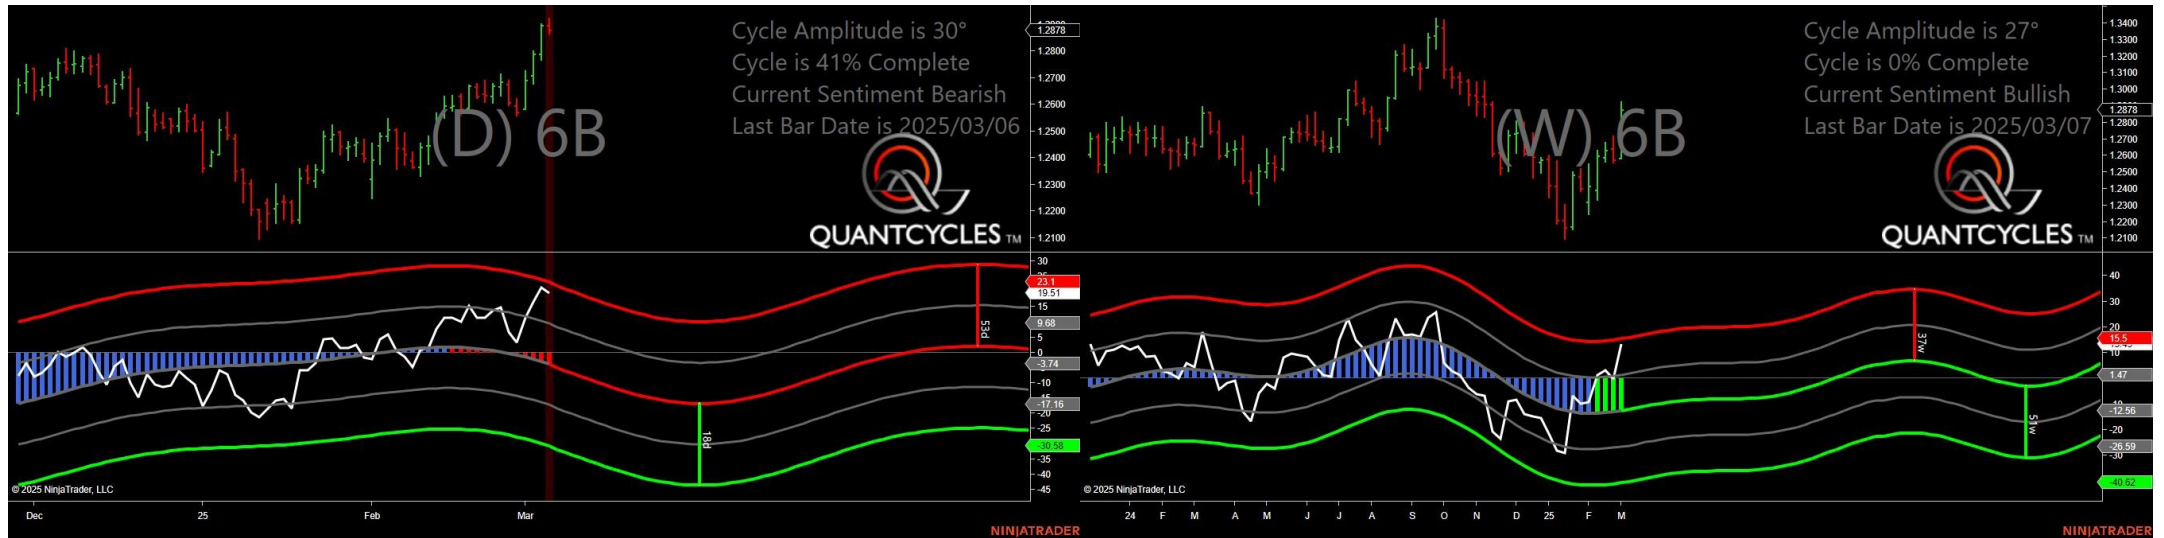 Cycle Amplitude is 30°
Cycle is 41% Complete
Current Sentiment Bearish
Last Bar Date is 2025/03/06
(D) 6B
QUANTCYCLES TM
1.2878
1.2800
1.2700
1.2600
1.2500
1.2400
1.2300
1.2200
1.2100
30
23.1
19.51
15
9.68
5
0
-3.74
-10
-17.16
-20
-25
-30.58
-35
-40
-45
53d
18d
© 2025 NinjaTrader, LLC
Dec 25 Feb Mar
NINJATRADER
Cycle Amplitude is 27°
Cycle is 0% Complete
Current Sentiment Bullish
Last Bar Date is 2025/03/07
(W) 6B
QUANTCYCLES TM
1.3400
1.3300
1.3200
1.3100
1.3000
1.2878
1.2800
1.2700
1.2600
1.2500
1.2400
1.2300
1.2200
1.2100
40
30
20
15.5
10
1.47
-12.56
-20
-26.59
-30
-40.62
37w
51w
© 2025 NinjaTrader, LLC
24 F M A M J J A S O N D 25 F M
NINJATRADER